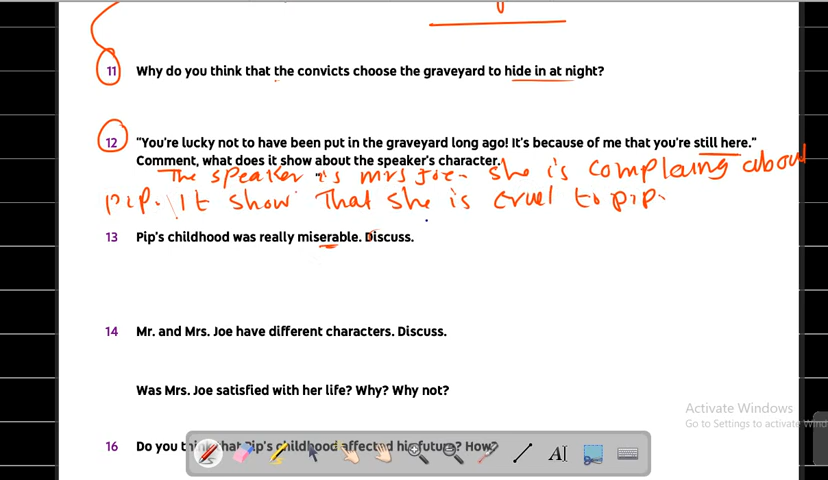 11 Why do you think that the convicts choose the graveyard to hide in at night?
12 "You're lucky not to have been put in the graveyard long ago! It's because of me that you're still here."
Comment, what does it show about the speaker's character.
The speaker is mrs Joe. she is complaing about
pip. It show That she is cruel to pip.
13 Pip's childhood was really miserable. Discuss.
14 Mr. and Mrs. Joe have different characters. Discuss.
Was Mrs. Joe satisfied with her life? Why? Why not?
Activate Windows
Go to Settings to activate Wind
16 Do you think that Pip's childhood affected his future? How?